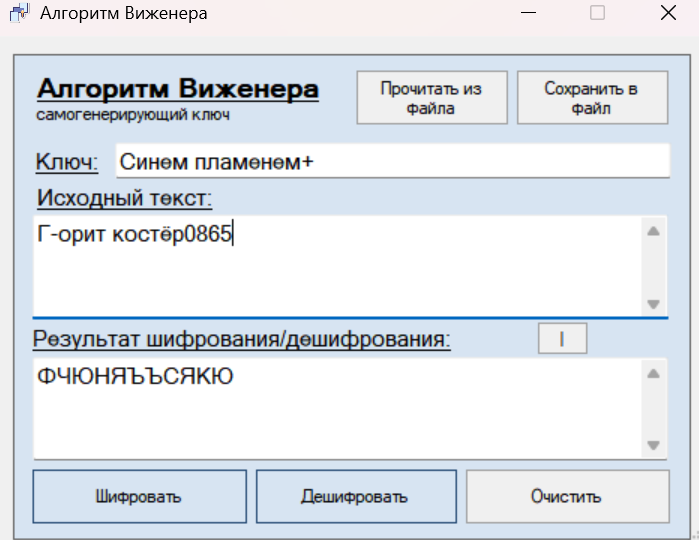 Алгоритм Виженера
Алгоритм Виженера
самогенерирующий ключ
Прочитать из
файла
Сохранить в
файл
Ключ: Синем пламенем+
Исходный текст:
Г-орит костёр0865
Результат шифрования/дешифрования:
I
ФЧЮНЯЪЪСЯКЮ
Шифровать
Дешифровать
Очистить